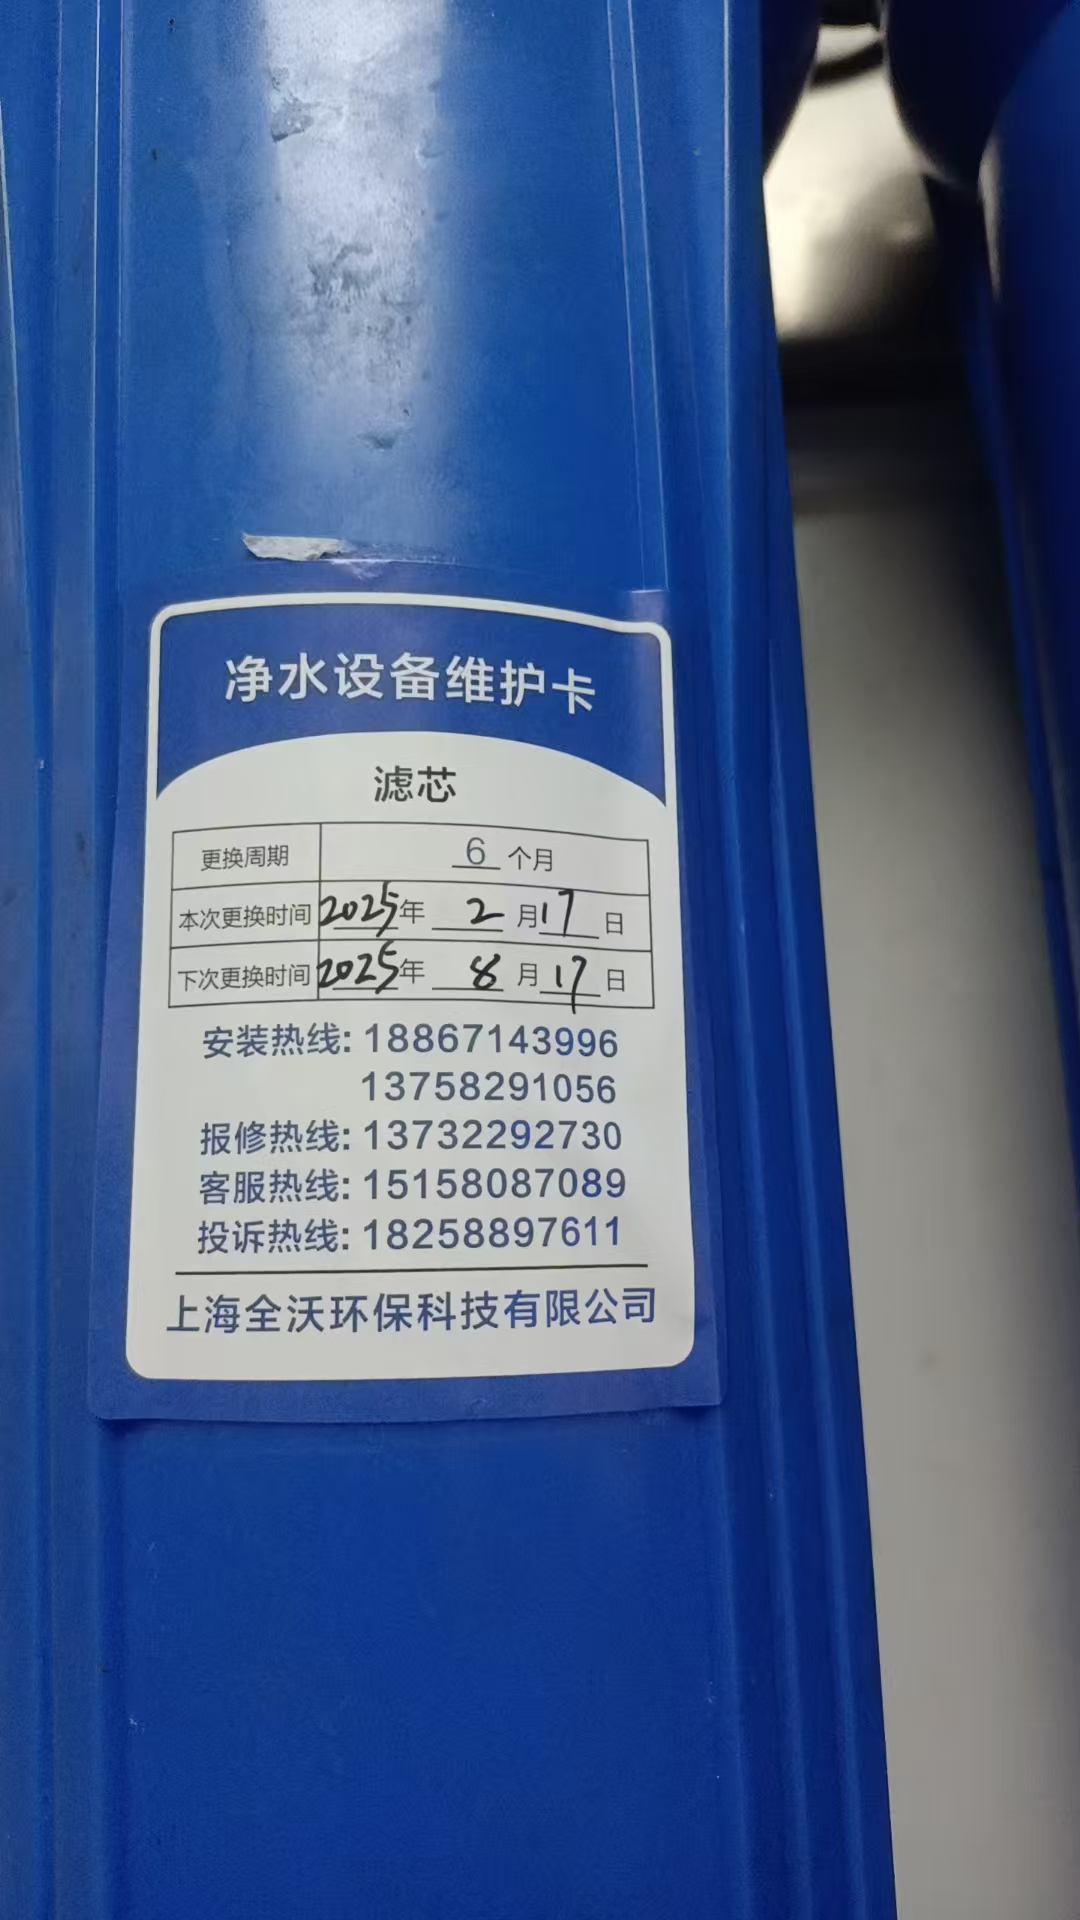 净水设备维护卡
滤芯
更换周期 6 个月
本次更换时间 2025年 2 月17日
下次更换时间 2025年 8 月17日
安装热线: 18867143996
13758291056
报修热线: 13732292730
客服热线: 15158087089
投诉热线: 18258897611
上海全沃环保科技有限公司